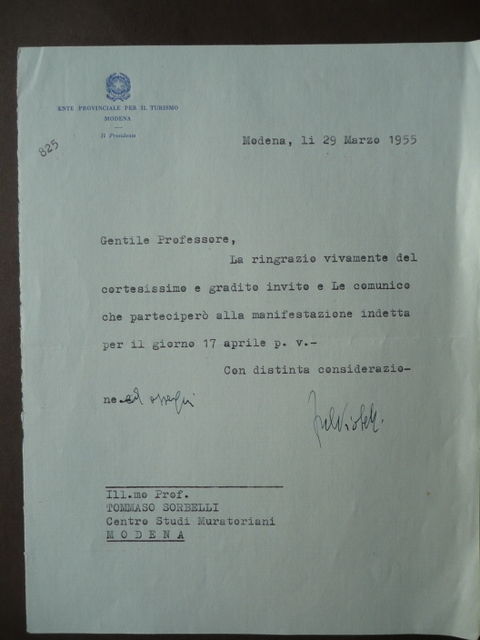 ENTE PROVINCIALE PER IL TURISMO
MODENA
Il Presidente
825
Modena, li 29 Marzo 1955
Gentile Professore,
La ringrazio vivamente del
cortesissimo e gradito invito e Le comunico
che parteciperò alla manifestazione indetta
per il giorno 17 aprile p. v.-
Con distinta considerazio-
ne ed ossequi
Ill.mo Prof.
TOMMASO SORBELLI
Centro Studi Muratoriani
MODENA